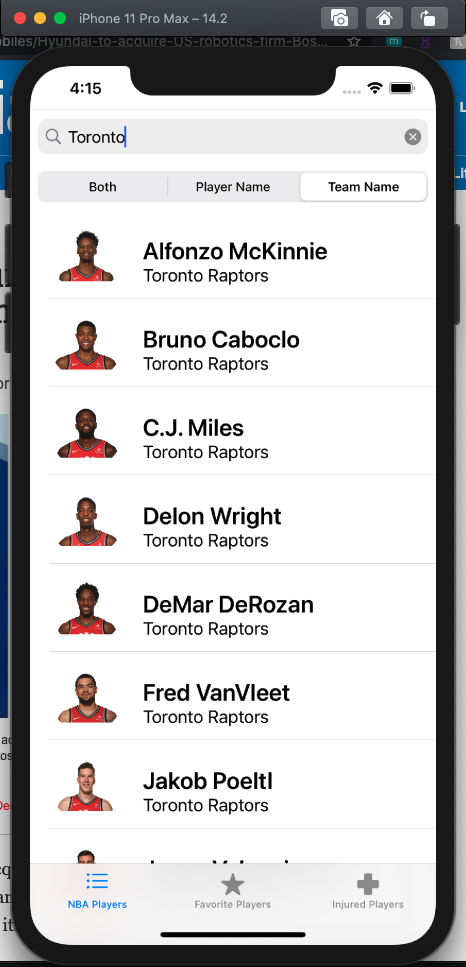 iPhone 11 Pro Max – 14.2
obiles/Hyundai-to-acquire-US-robotics-firm-Bos...
4:15
Toronto
Both Player Name Team Name
Alfonzo McKinnie
Toronto Raptors
Bruno Caboclo
Toronto Raptors
C.J. Miles
Toronto Raptors
Delon Wright
Toronto Raptors
DeMar DeRozan
Toronto Raptors
Fred VanVleet
Toronto Raptors
Jakob Poeltl
Toronto Raptors
NBA Players Favorite Players Injured Players